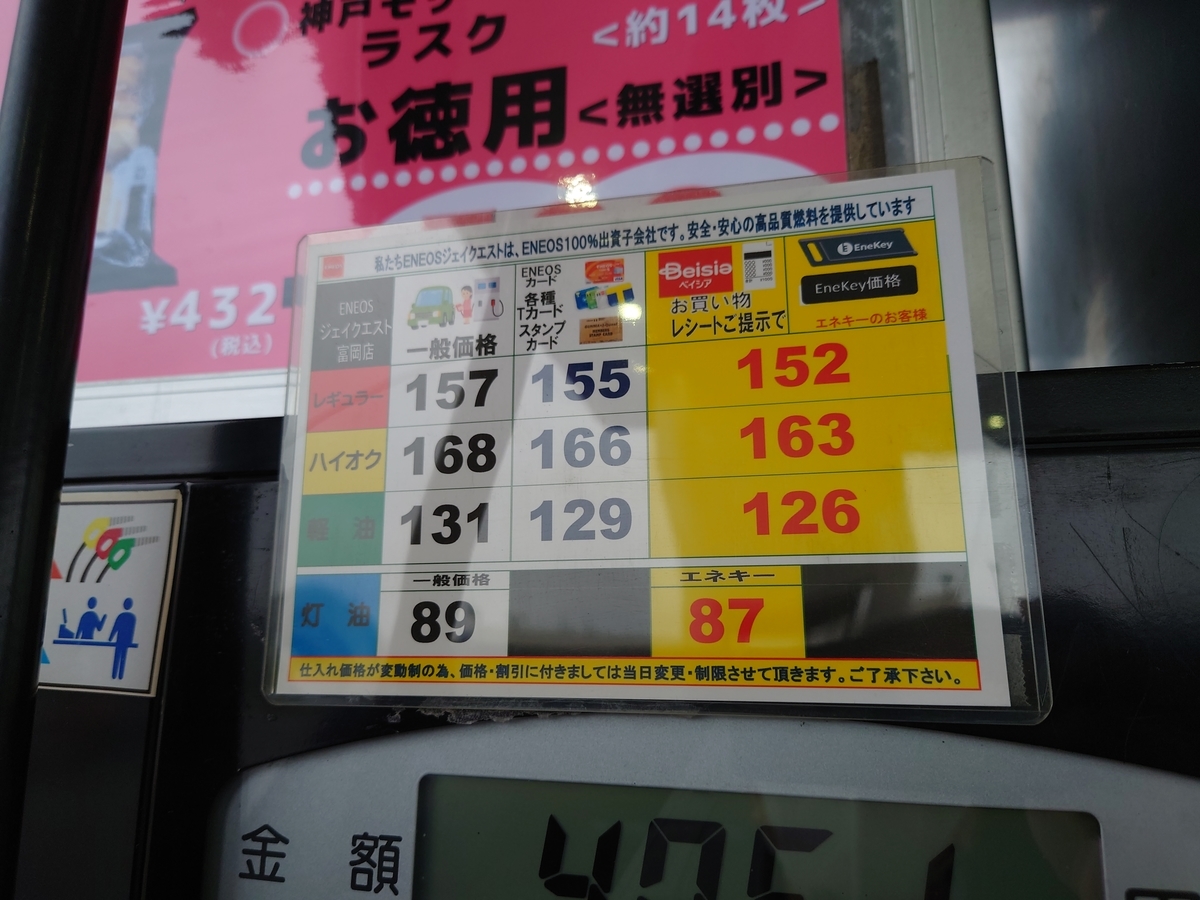 神戸モ
ラスク
<約14枚>
お徳用<無選別>
¥432
(税込)
私たちENEOSジェイクエストは、ENEOS100%出資子会社です。安全・安心の高品質燃料を提供しています
ENEOS
ジェイクエスト
富岡店
一般価格
ENEOS
カード
各種
Tカード
スタンプ
カード
Beisia
ベイシア
お買い物
レシートご提示で
EneKey
EneKey価格
エネキーのお客様
レギュラー 157 155 152
ハイオク 168 166 163
軽油 131 129 126
一般価格 エネキー
灯油 89 87
仕入れ価格が変動制の為、価格・割引に付きましては当日変更・制限させて頂きます。ご了承下さい。
金額